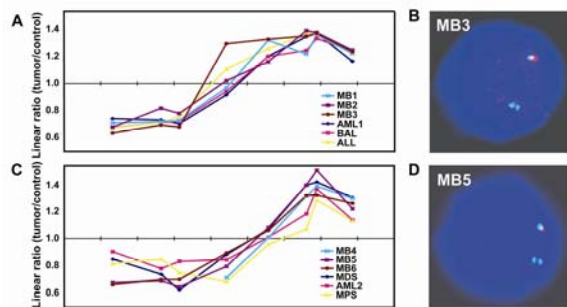 A
Linear ratio (tumor/control)
1.4
1.2
1.0
0.8
0.6
MB1
MB2
MB3
AML1
BAL
ALL
B
MB3
C
Linear ratio (tumor/control)
1.4
1.2
1.0
0.8
0.6
MB4
MB5
MB6
MDS
AML2
MPS
D
MB5